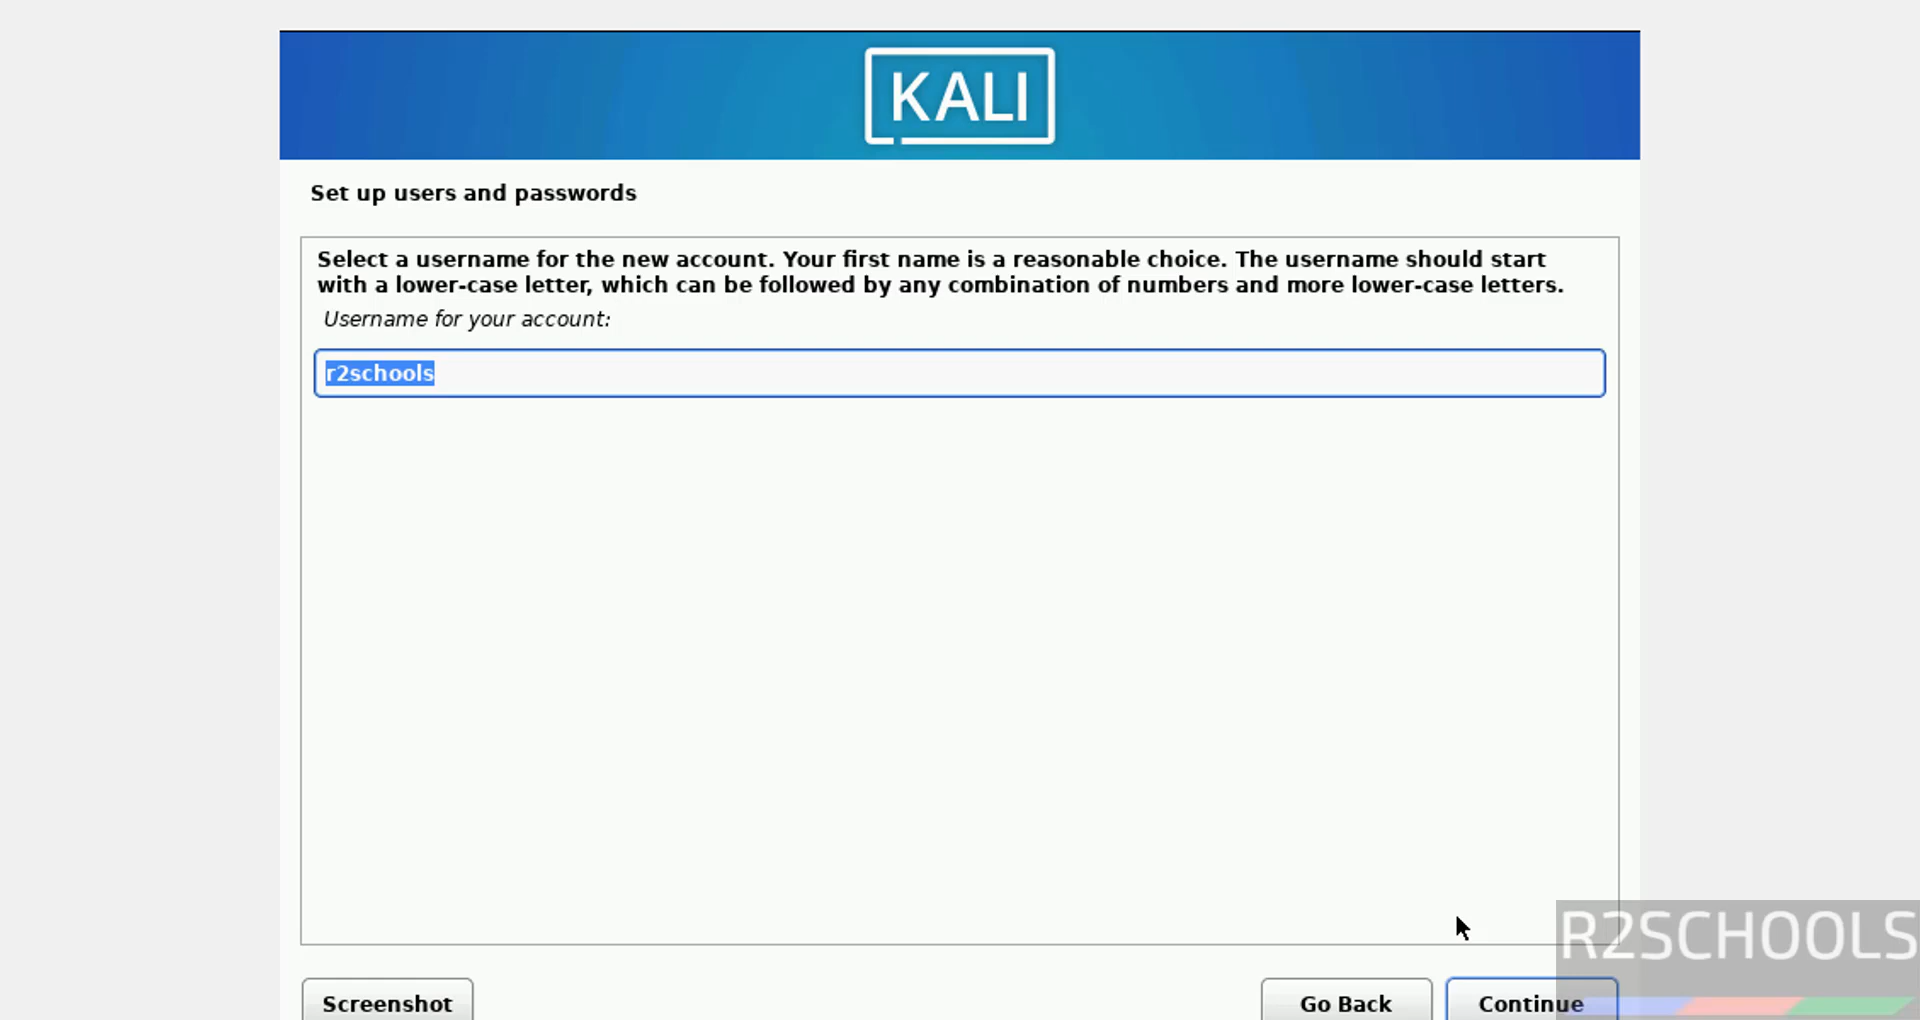 KALI
Set up users and passwords
Select a username for the new account. Your first name is a reasonable choice. The username should start
with a lower-case letter, which can be followed by any combination of numbers and more lower-case letters.
Username for your account:
r2schools
R2SCHOOLS
Screenshot
Go Back
Continue